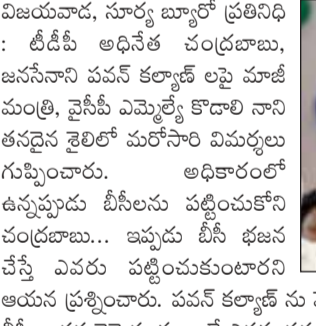 విజయవాడ, సూర్య బ్యూరో ప్రతినిధి
: టీడీపీ అధినేత చంద్రబాబు,
జనసేనాని పవన్ కల్యాణ్ లపై మాజీ
మంత్రి, వైసీపీ ఎమ్మెల్యే కొడాలి నాని
తనదైన శైలిలో మరోసారి విమర్శలు
గుప్పించారు. అధికారంలో
ఉన్నప్పుడు బీసీలను పట్టించుకోని
చంద్రబాబు... ఇప్పడు బీసీ భజన
చేస్తే ఎవరు పట్టించుకుంటారని
ఆయన ప్రశ్నించారు. పవన్ కల్యాణ్ ను